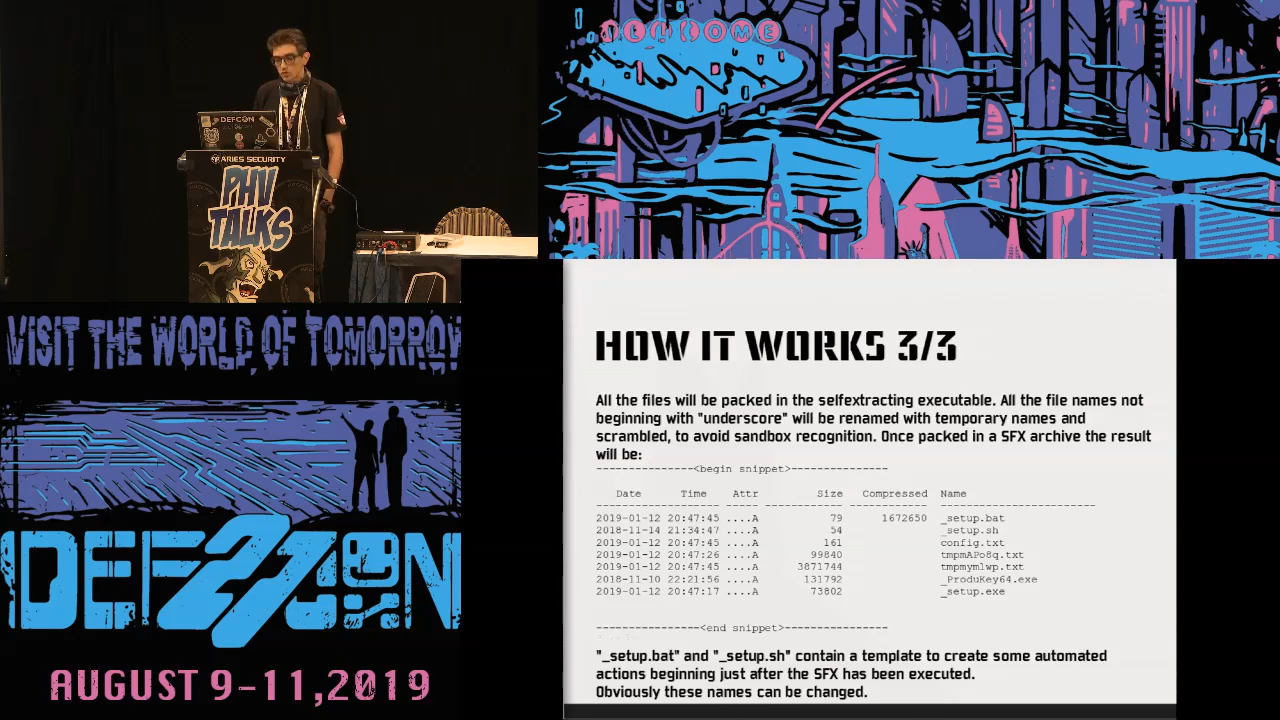 WELCOME
DEFCON
ARIES SECURITY
PHV
TALKS
VISIT THE WORLD OF TOMORROW
DEFCON
27
AUGUST 9-11,2019
HOW IT WORKS 3/3
All the files will be packed in the selfextracting executable. All the file names not
beginning with "underscore" will be renamed with temporary names and
scrambled, to avoid sandbox recognition. Once packed in a SFX archive the result
will be:
---------------<begin snippet>---------------
Date Time Attr Size Compressed Name
------------------- ----- ------------ ------------ ------------------------
2019-01-12 20:47:45 ....A 79 1672650 _setup.bat
2018-11-14 21:34:47 ....A 54 _setup.sh
2019-01-12 20:47:45 ....A 161 config.txt
2019-01-12 20:47:26 ....A 99840 tmpmAPo8q.txt
2019-01-12 20:47:45 ....A 3871744 tmpmymlwp.txt
2018-11-10 22:21:56 ....A 131792 _ProduKey64.exe
2019-01-12 20:47:17 ....A 73802 _setup.exe
----------------<end snippet>----------------
"_setup.bat" and "_setup.sh" contain a template to create some automated
actions beginning just after the SFX has been executed.
Obviously these names can be changed.